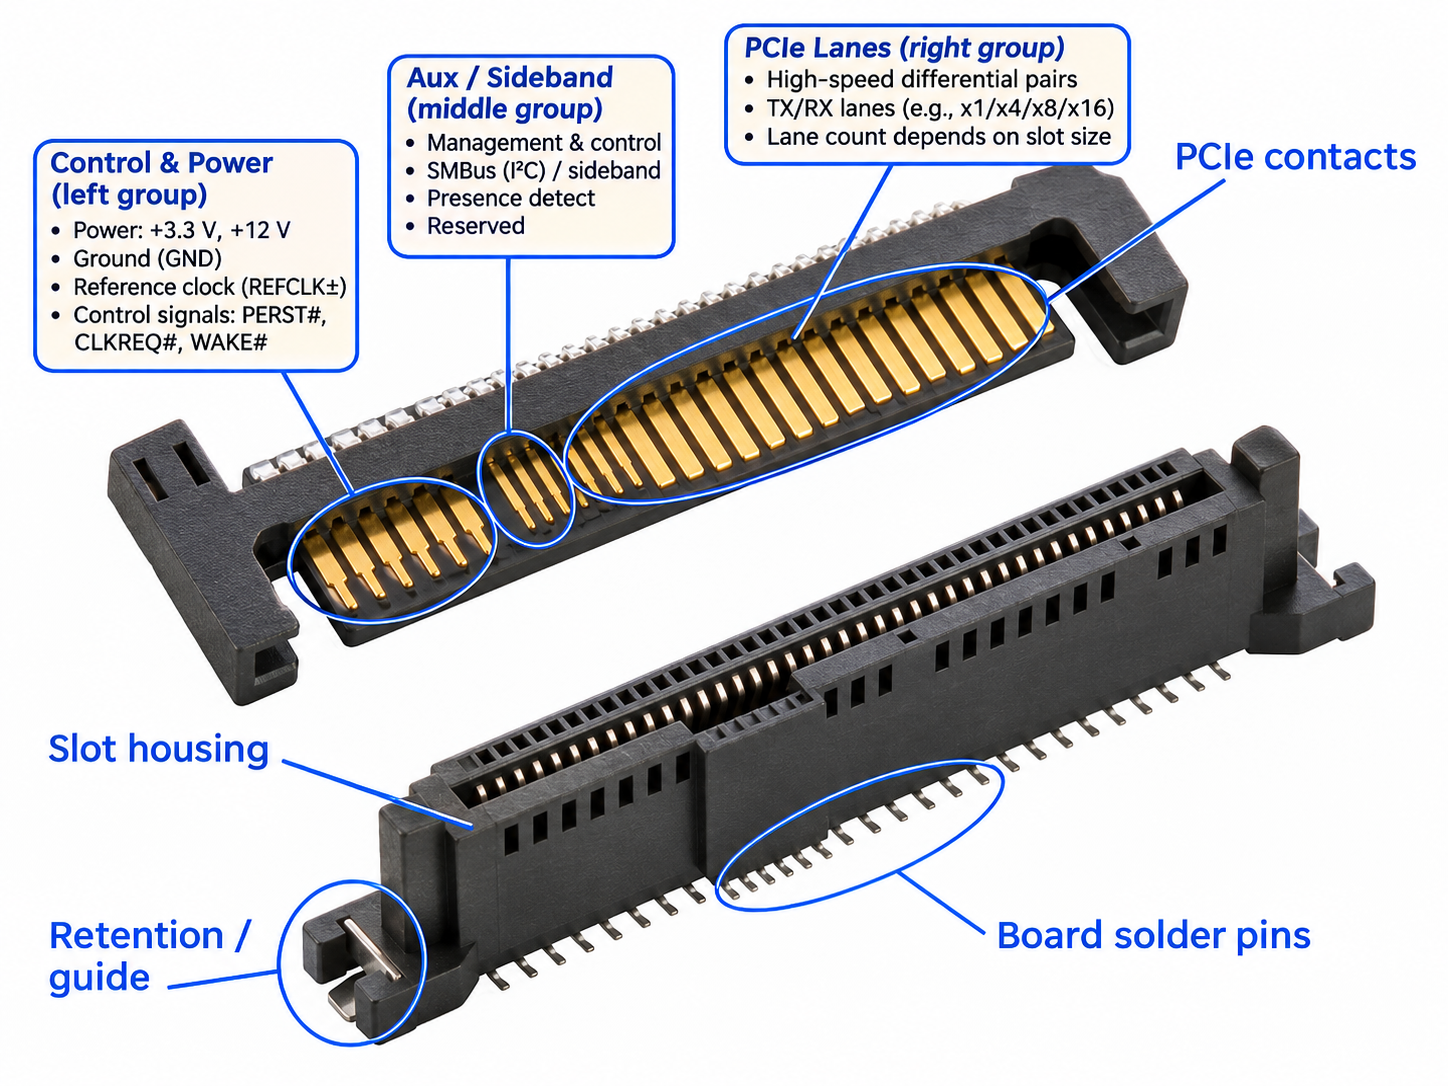 PCIe Lanes (right group)
• High-speed differential pairs
• TX/RX lanes (e.g., x1/x4/x8/x16)
• Lane count depends on slot size
Aux / Sideband
(middle group)
• Management & control
• SMBus (I²C) / sideband
• Presence detect
• Reserved
Control & Power
(left group)
• Power: +3.3 V, +12 V
• Ground (GND)
• Reference clock (REFCLK±)
• Control signals: PERST#,
CLKREQ#, WAKE#
PCIe contacts
Slot housing
Retention /
guide
Board solder pins